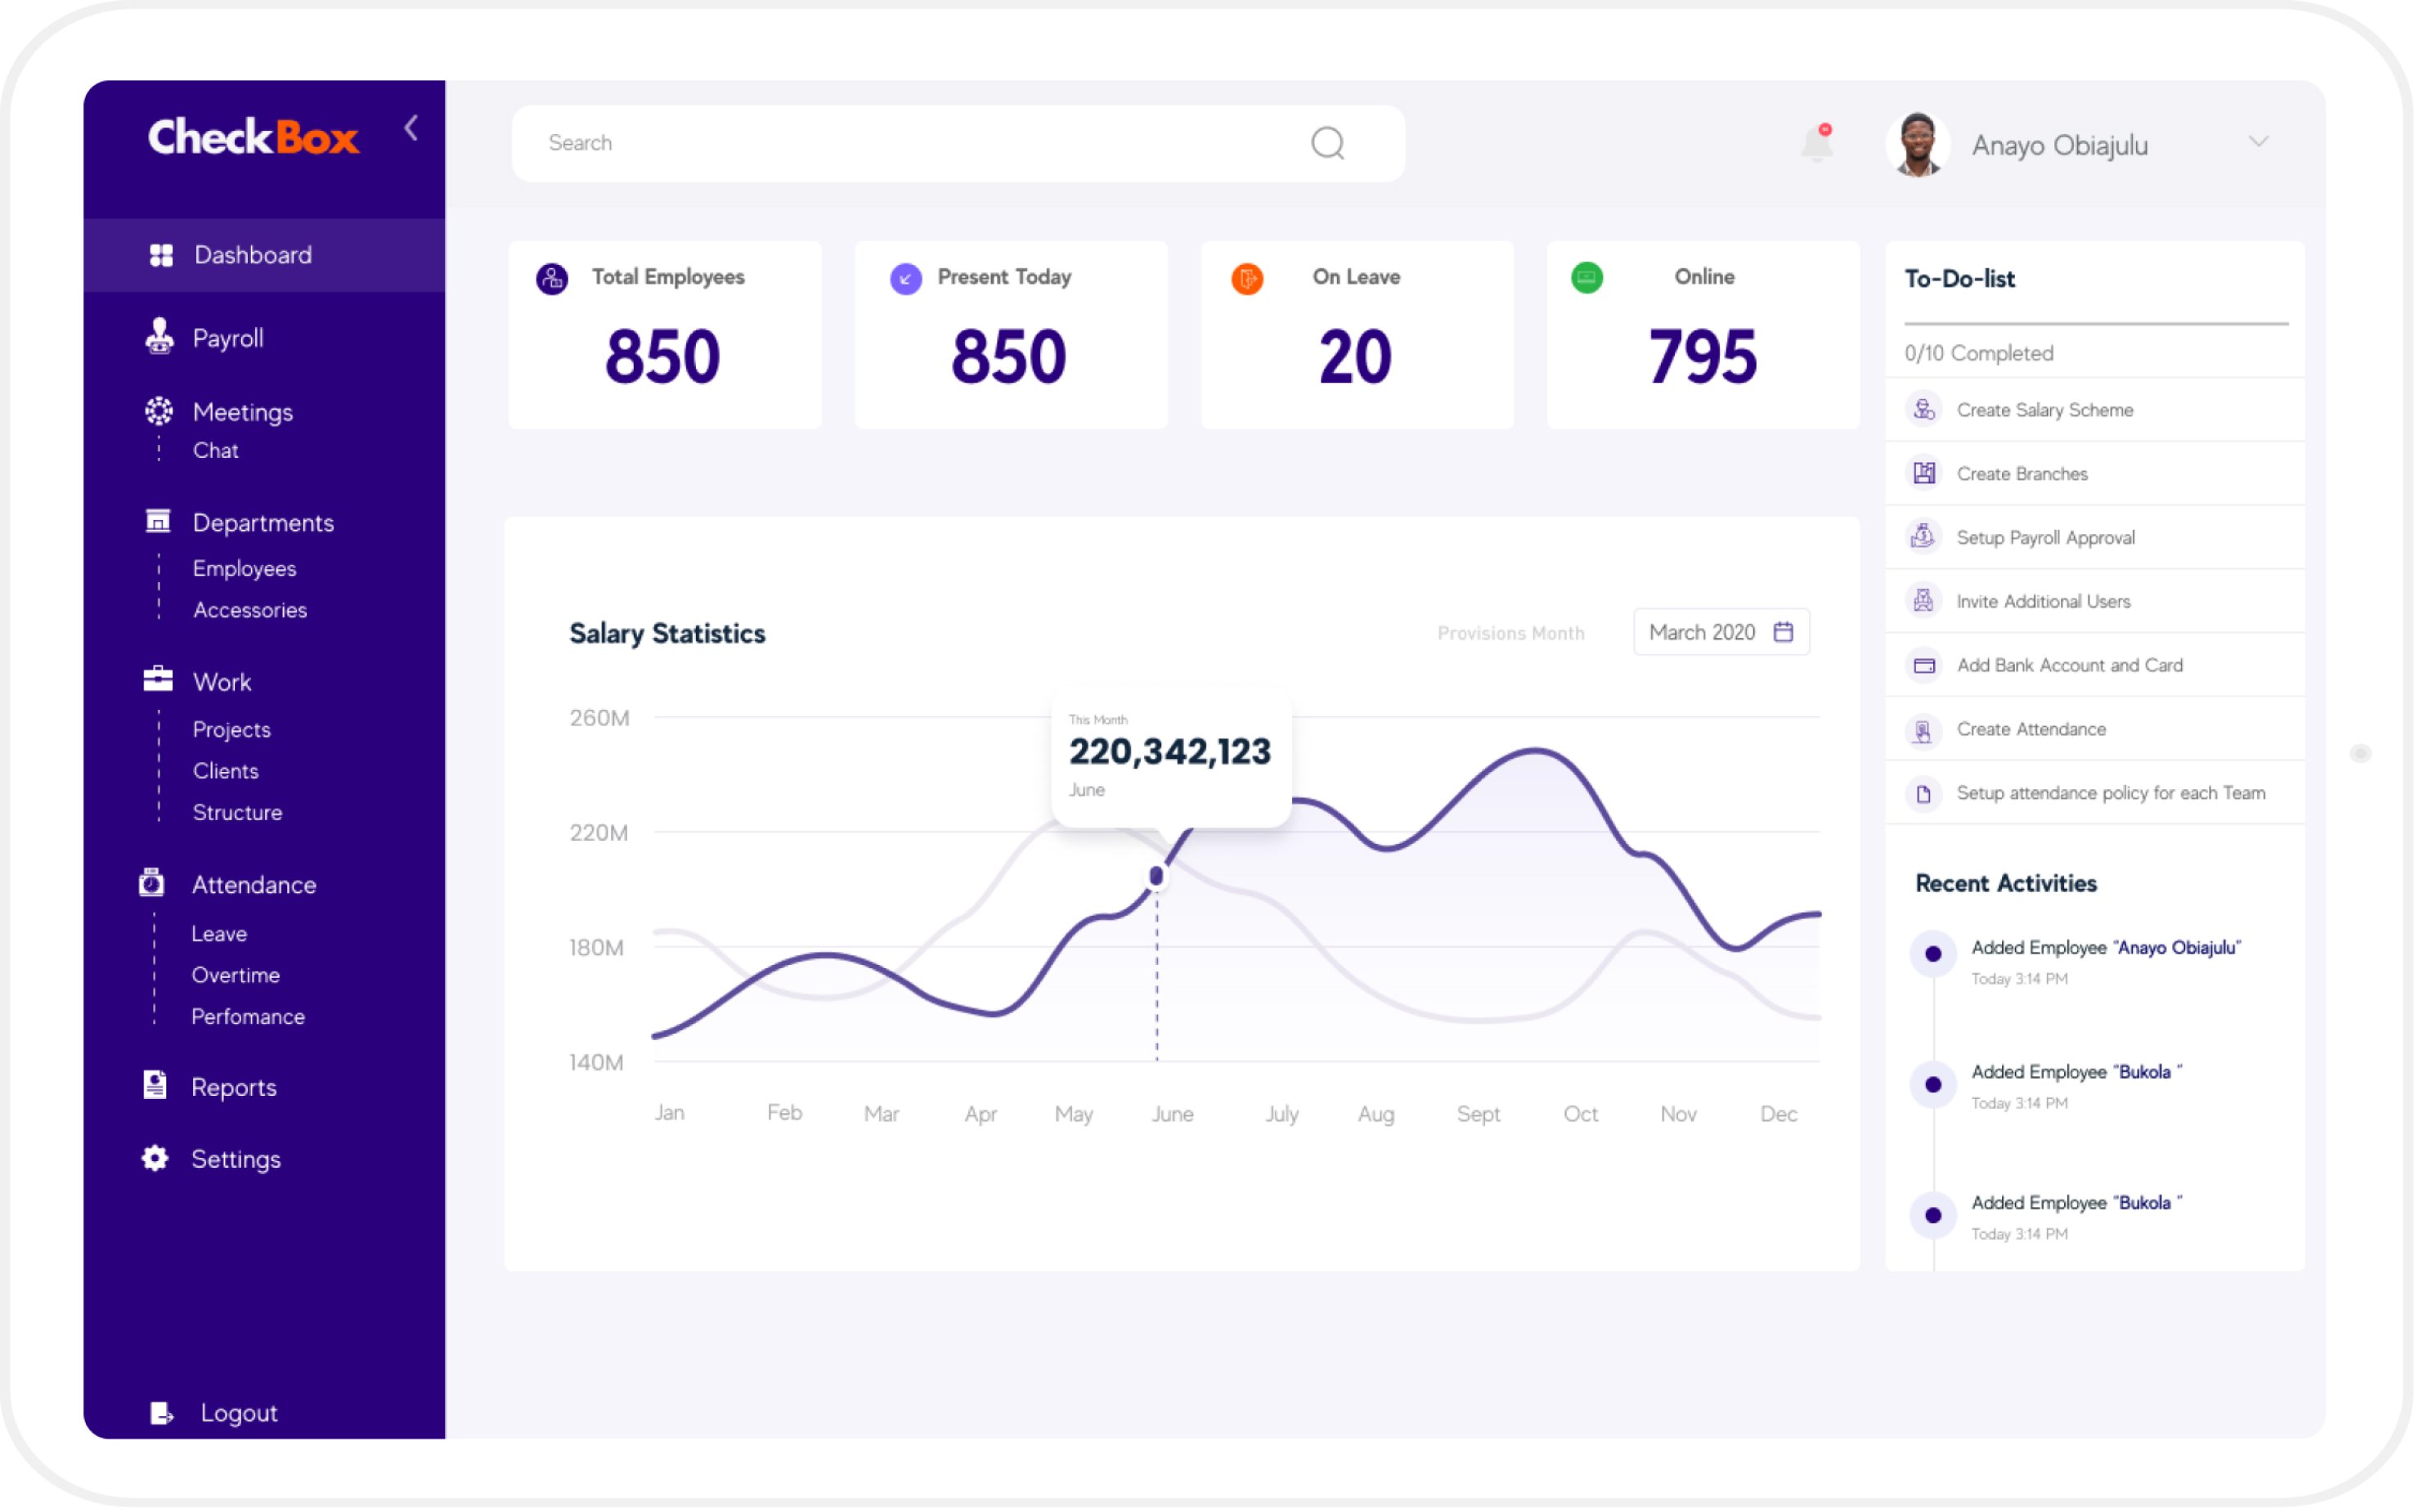 CheckBox
Search
Anayo Obiajulu
Dashboard
Payroll
Meetings
Chat
Departments
Employees
Accessories
Work
Projects
Clients
Structure
Attendance
Leave
Overtime
Perfomance
Reports
Settings
Logout
Total Employees
850
Present Today
850
On Leave
20
Online
795
Salary Statistics
Provisions Month
March 2020
This Month
220,342,123
June
260M
220M
180M
140M
Jan Feb Mar Apr May June July Aug Sept Oct Nov Dec
To-Do-list
0/10 Completed
Create Salary Scheme
Create Branches
Setup Payroll Approval
Invite Additional Users
Add Bank Account and Card
Create Attendance
Setup attendance policy for each Team
Recent Activities
Added Employee "Anayo Obiajulu"
Today 3:14 PM
Added Employee "Bukola "
Today 3:14 PM
Added Employee "Bukola "
Today 3:14 PM